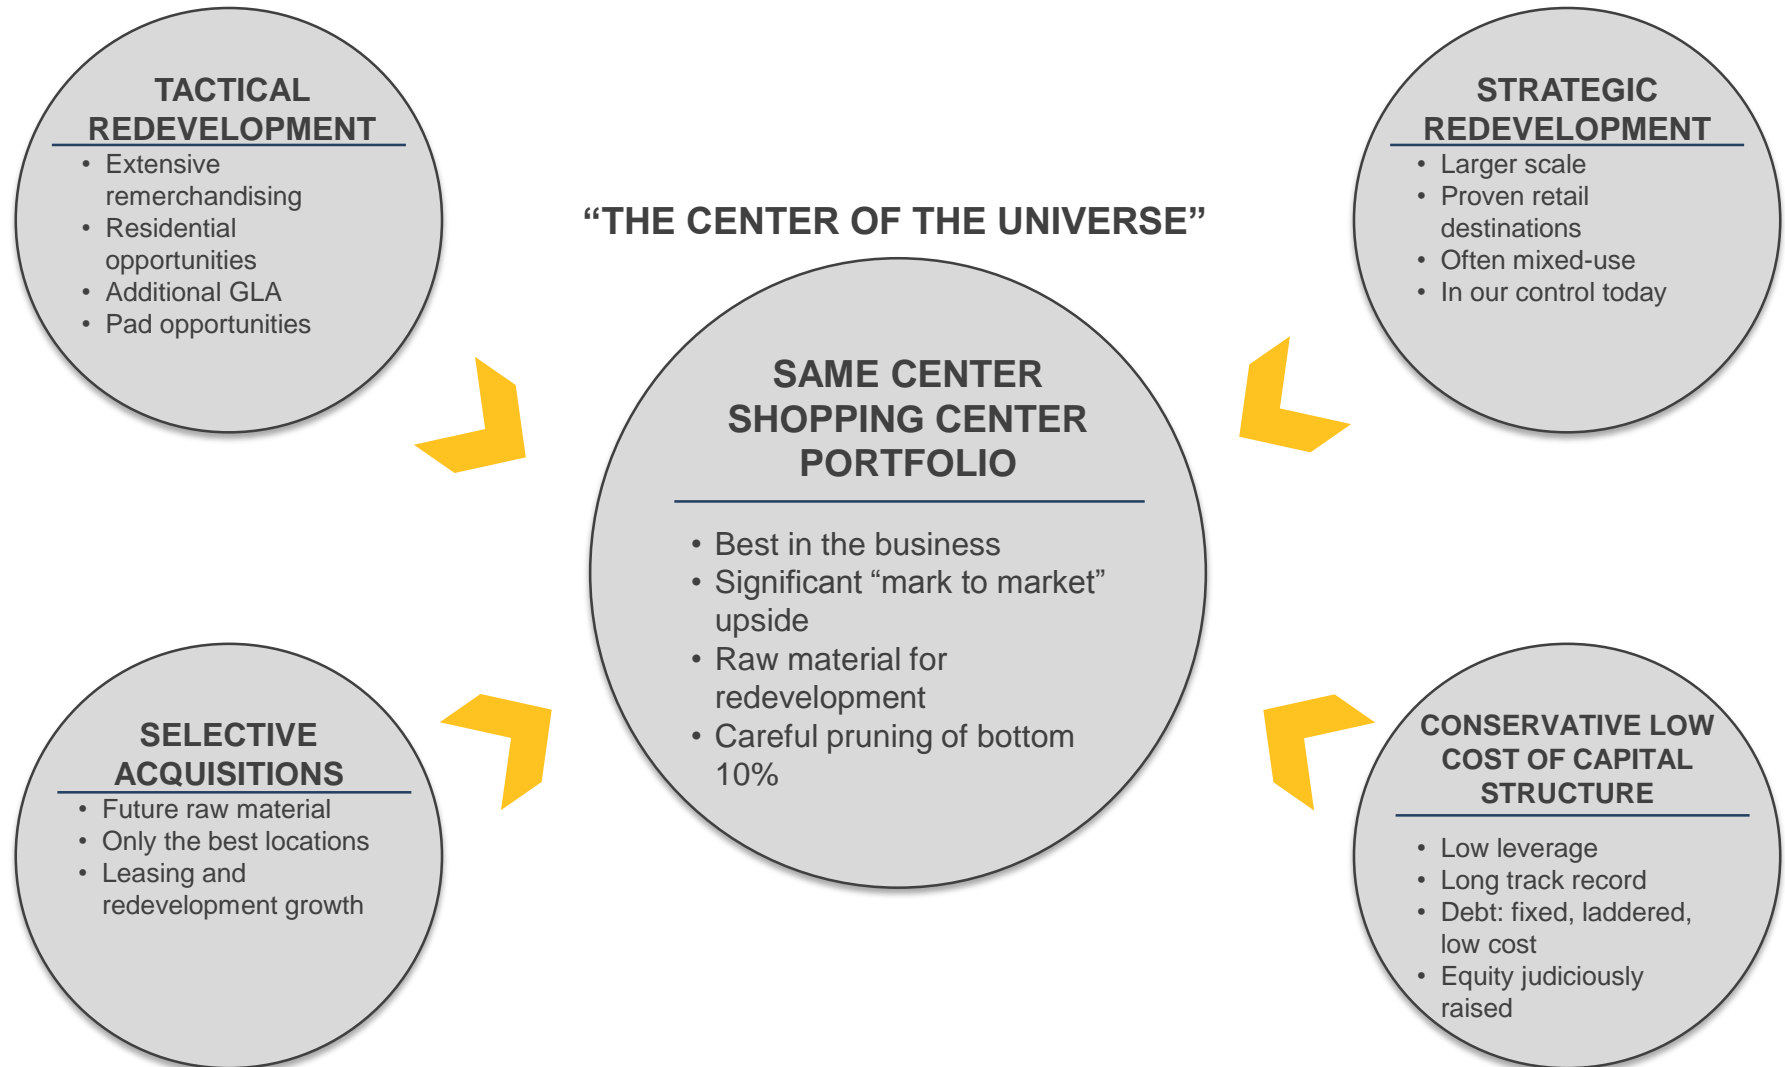 TACTICAL
REDEVELOPMENT
• Extensive
remerchandising
• Residential
opportunities
• Additional GLA
• Pad opportunities
STRATEGIC
REDEVELOPMENT
• Larger scale
• Proven retail
destinations
• Often mixed-use
• In our control today
“THE CENTER OF THE UNIVERSE”
SAME CENTER
SHOPPING CENTER
PORTFOLIO
• Best in the business
• Significant “mark to market”
upside
• Raw material for
redevelopment
• Careful pruning of bottom
10%
SELECTIVE
ACQUISITIONS
• Future raw material
• Only the best locations
• Leasing and
redevelopment growth
CONSERVATIVE LOW
COST OF CAPITAL
STRUCTURE
• Low leverage
• Long track record
• Debt: fixed, laddered,
low cost
• Equity judiciously
raised